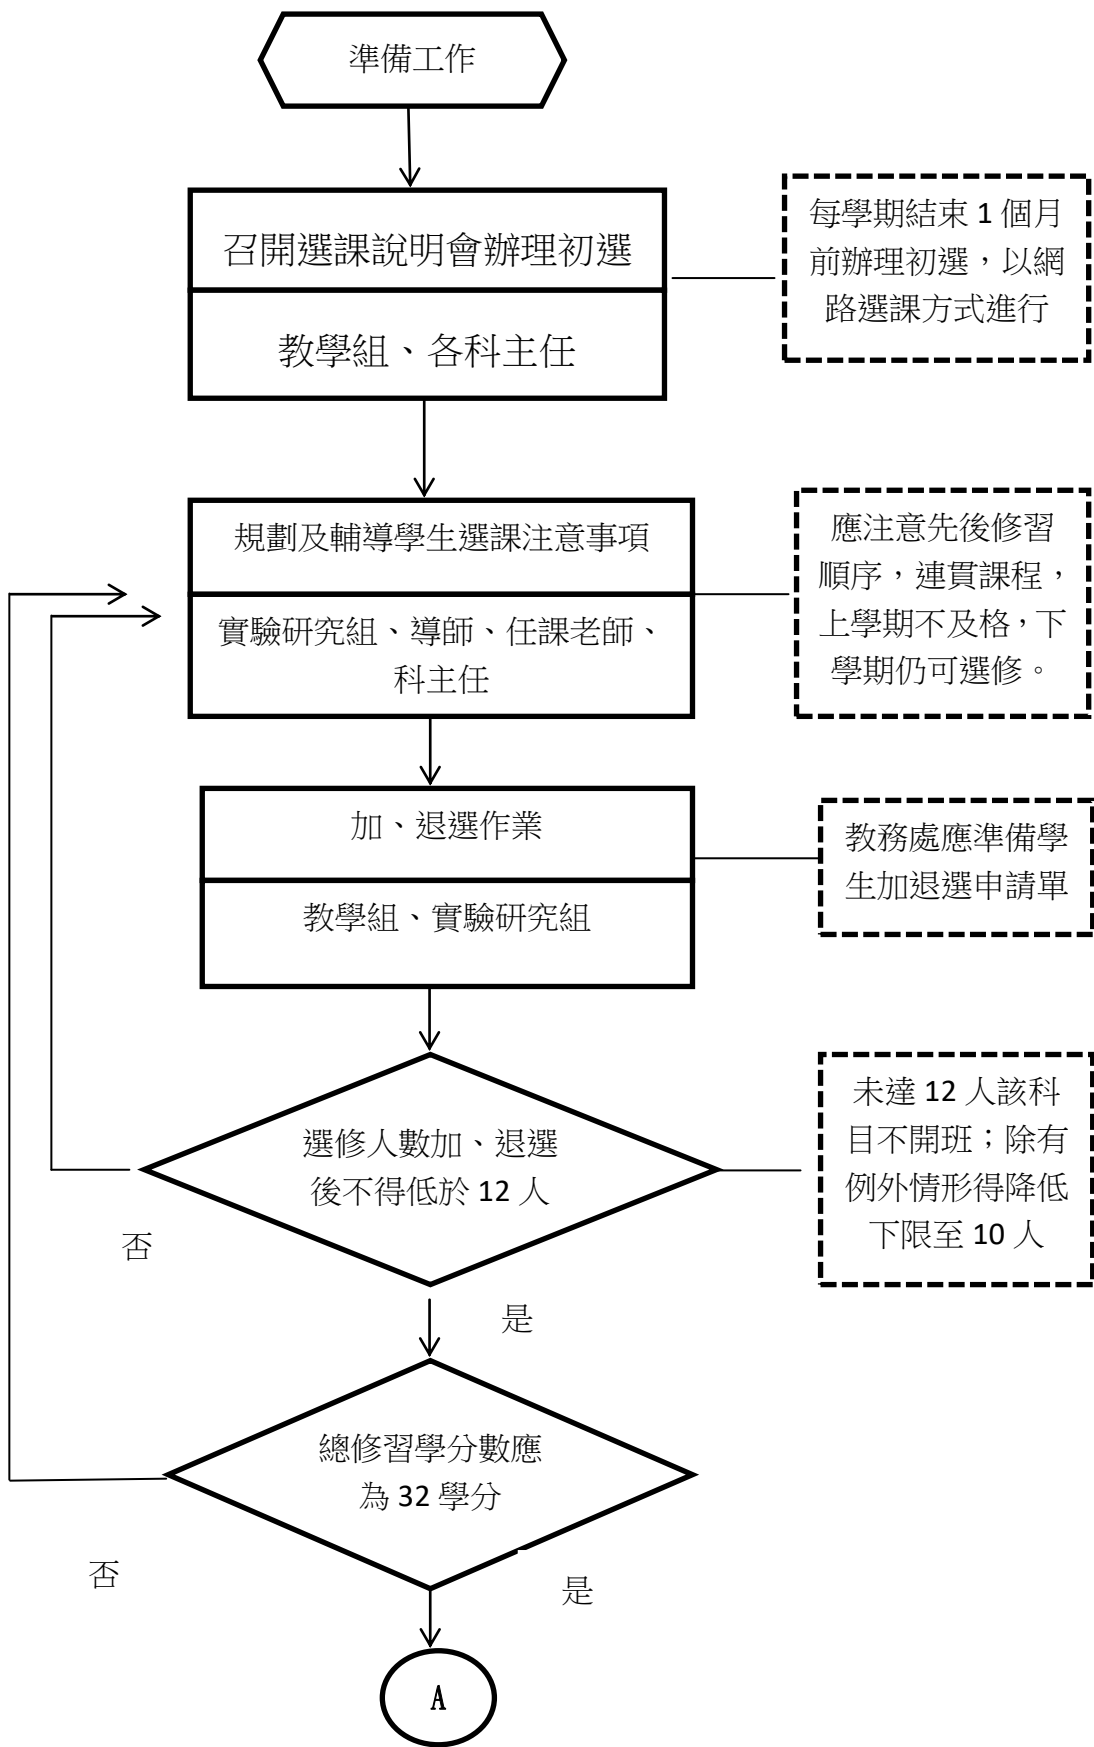 準備工作
召開選課說明會辦理初選
教學組、各科主任
每學期結束 1 個月
前辦理初選，以網
路選課方式進行
規劃及輔導學生選課注意事項
實驗研究組、導師、任課老師、
科主任
應注意先後修習
順序，連貫課程，
上學期不及格，下
學期仍可選修。
加、退選作業
教學組、實驗研究組
教務處應準備學
生加退選申請單
選修人數加、退選
後不得低於 12 人
未達 12 人該科
目不開班；除有
例外情形得降低
下限至 10 人
否
是
總修習學分數應
為 32 學分
否
是
A